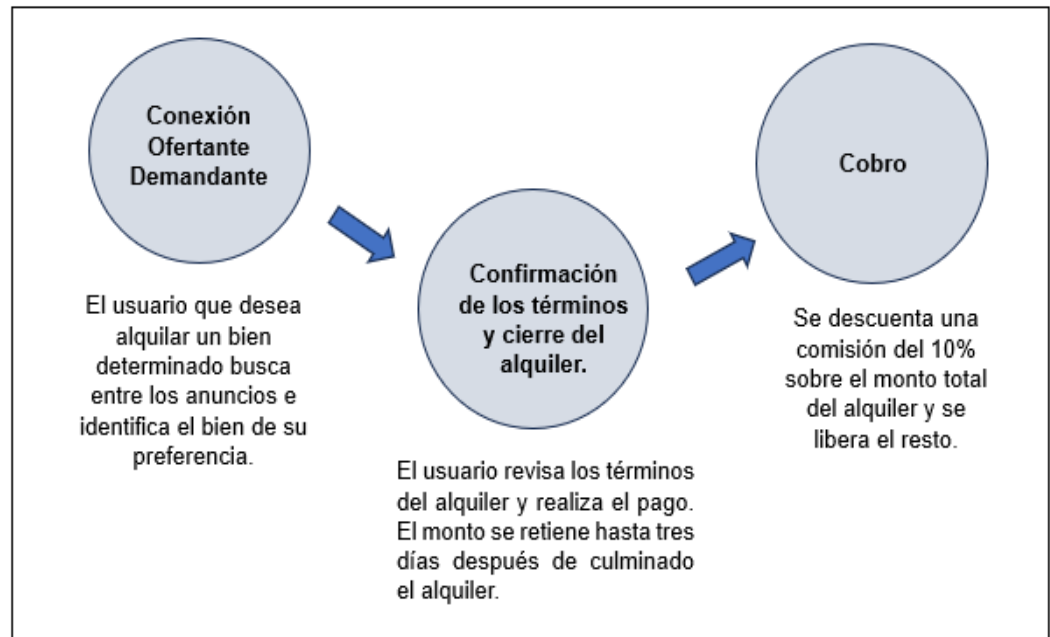 Conexión
Ofertante
Demandante
El usuario que desea
alquilar un bien
determinado busca
entre los anuncios e
identifica el bien de su
preferencia.
Confirmación
de los términos
y cierre del
alquiler.
El usuario revisa los términos
del alquiler y realiza el pago.
El monto se retiene hasta tres
días después de culminado
el alquiler.
Cobro
Se descuenta una
comisión del 10%
sobre el monto total
del alquiler y se
libera el resto.